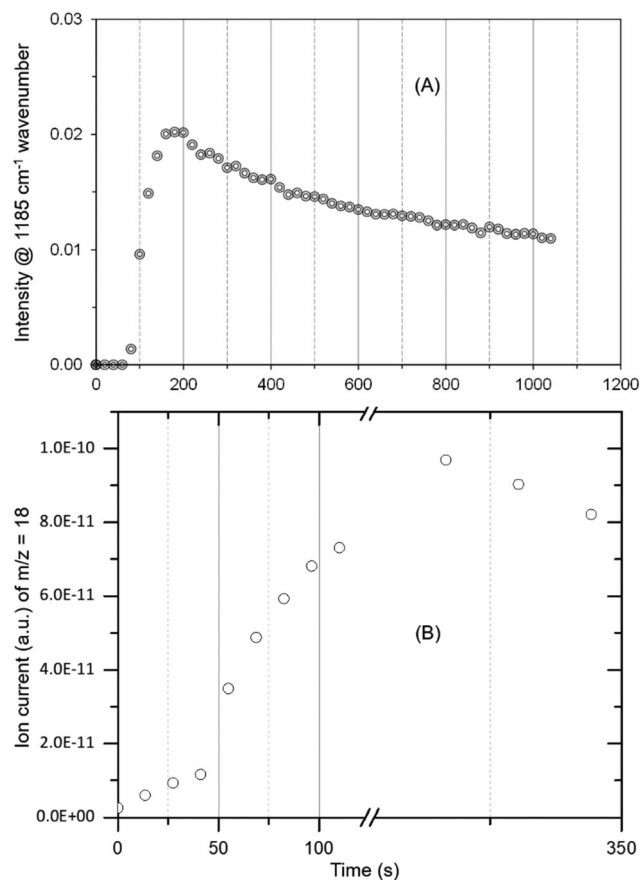 0.03
(A)
0.02
0.01
0.00
Intensity @ 1185 cm⁻¹ wavenumber
0 200 400 600 800 1000 1200
1.0E-10
8.0E-11
6.0E-11
(B)
4.0E-11
2.0E-11
0.0E+00
Ion current (a.u.) of m/z = 18
0 50 100 350
Time (s)